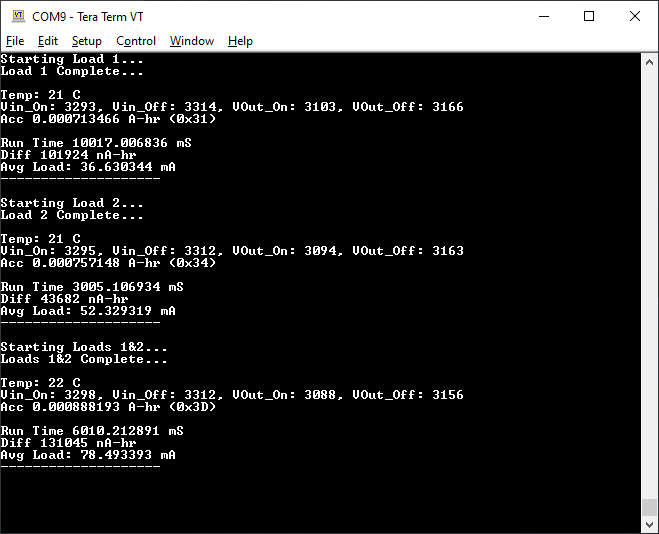 COM9 - Tera Term VT
File Edit Setup Control Window Help
Starting Load 1...
Load 1 Complete...
Temp: 21 C
Vin_On: 3293, Vin_Off: 3314, VOut_On: 3103, VOut_Off: 3166
Acc 0.000713466 A-hr (0x31)
Run Time 10017.006836 mS
Diff 101924 nA-hr
Avg Load: 36.630344 mA
--------------------
Starting Load 2...
Load 2 Complete...
Temp: 21 C
Vin_On: 3295, Vin_Off: 3312, VOut_On: 3094, VOut_Off: 3163
Acc 0.000757148 A-hr (0x34)
Run Time 3005.106934 mS
Diff 43682 nA-hr
Avg Load: 52.329319 mA
--------------------
Starting Loads 1&2...
Loads 1&2 Complete...
Temp: 22 C
Vin_On: 3298, Vin_Off: 3312, VOut_On: 3088, VOut_Off: 3156
Acc 0.000888193 A-hr (0x3D)
Run Time 6010.212891 mS
Diff 131045 nA-hr
Avg Load: 78.493393 mA
--------------------